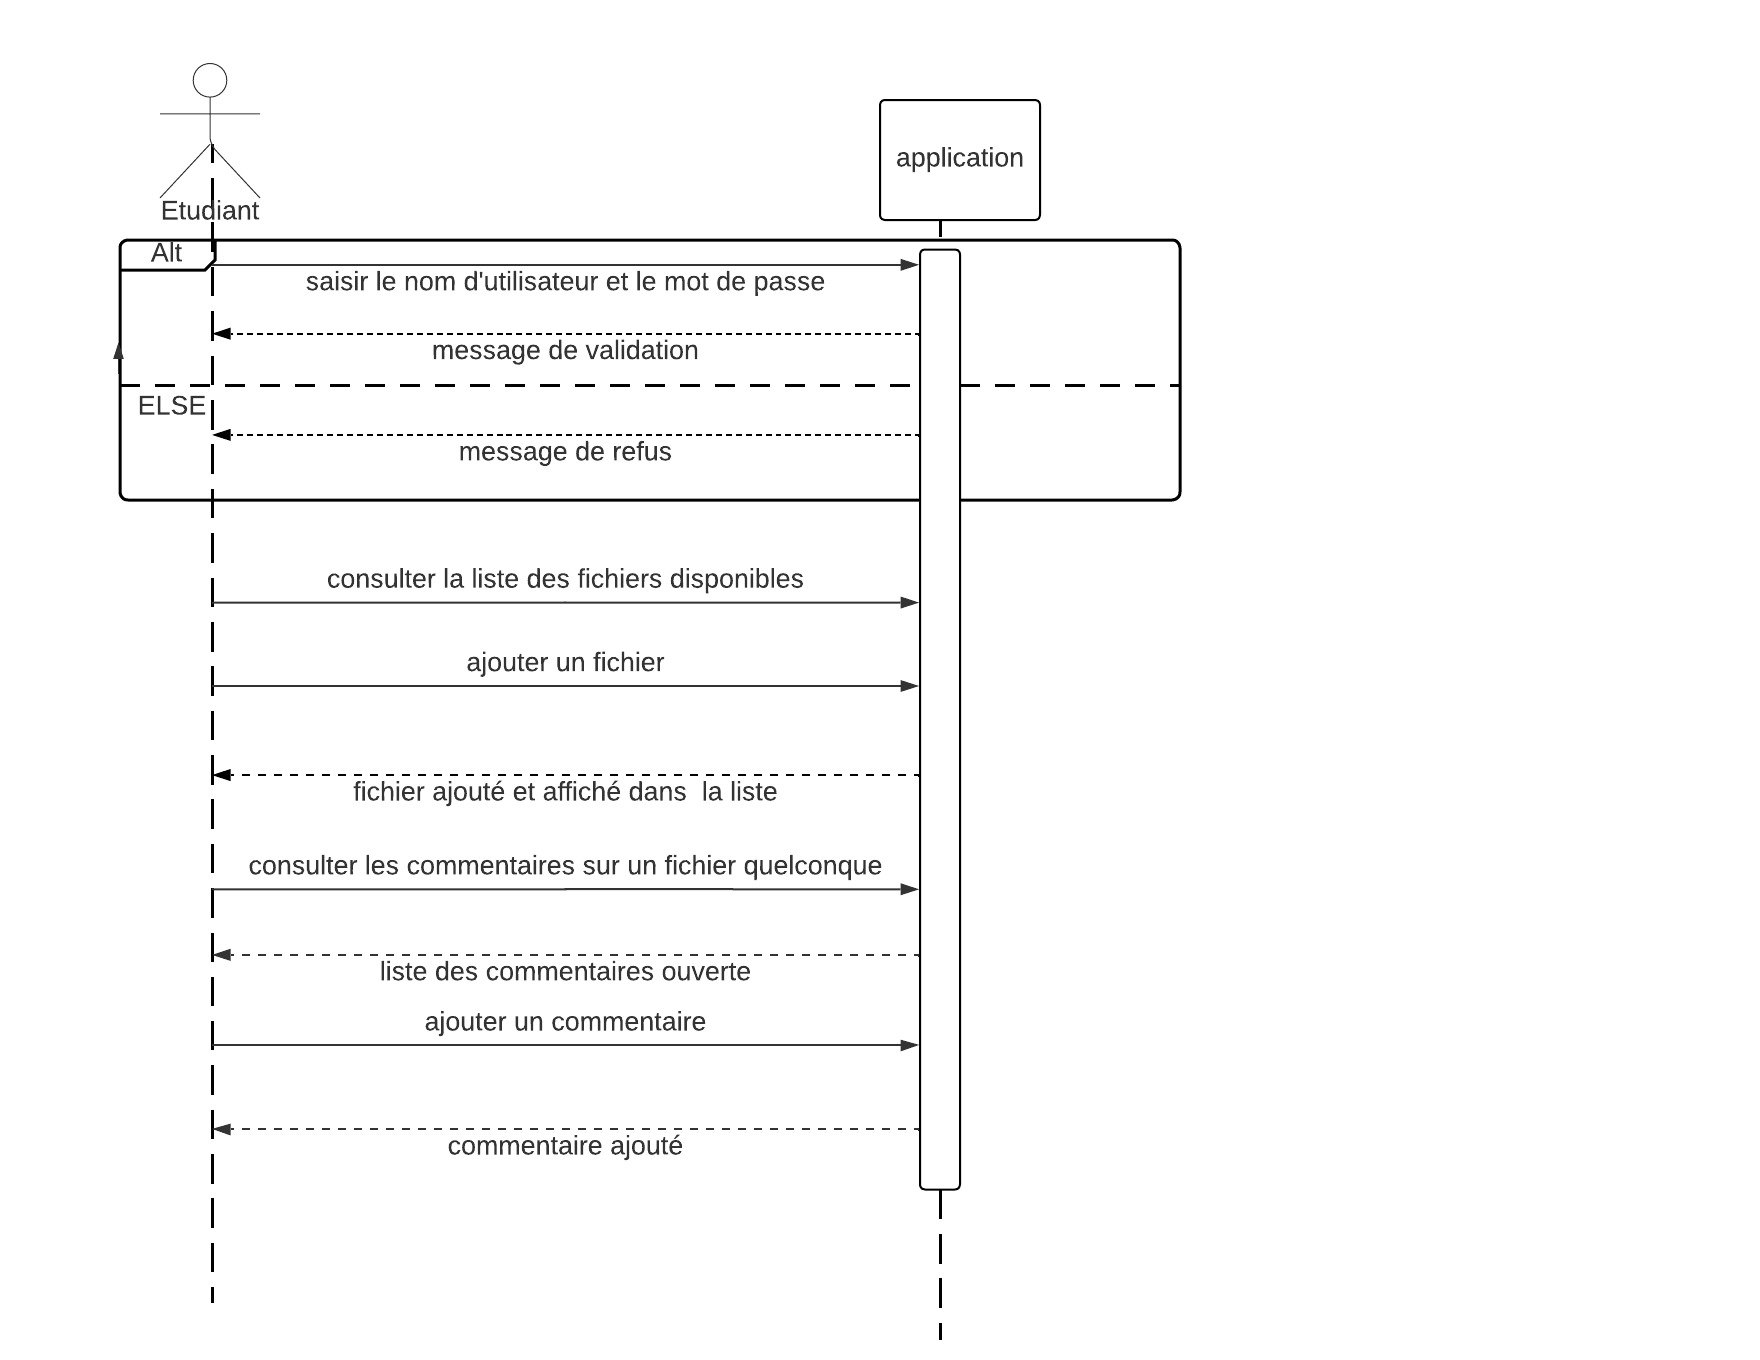 Etudiant
application
Alt
saisir le nom d'utilisateur et le mot de passe
message de validation
ELSE
message de refus
consulter la liste des fichiers disponibles
ajouter un fichier
fichier ajouté et affiché dans  la liste
consulter les commentaires sur un fichier quelconque
liste des commentaires ouverte
ajouter un commentaire
commentaire ajouté